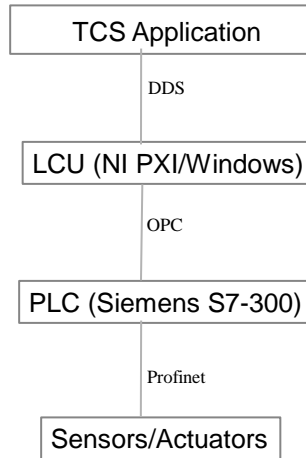 TCS Application
DDS
LCU (NI PXI/Windows)
OPC
PLC (Siemens S7-300)
Profinet
Sensors/Actuators